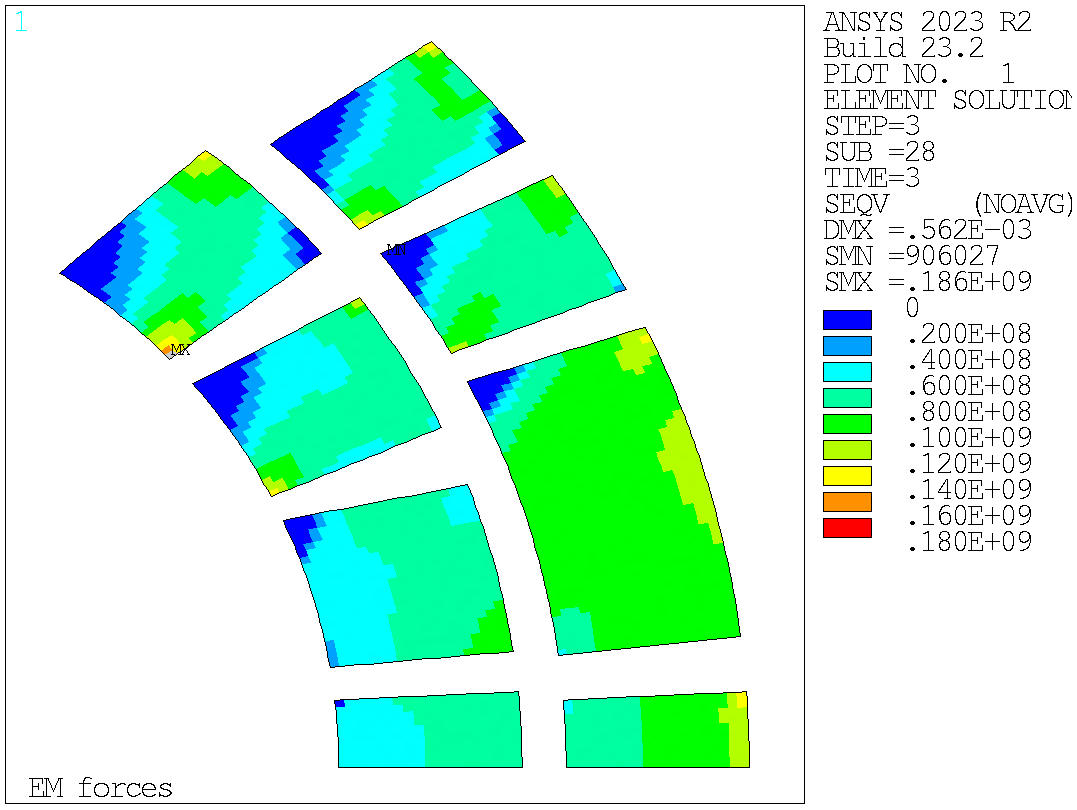 1
ANSYS 2023 R2
Build 23.2
PLOT NO.   1
ELEMENT SOLUTION
STEP=3
SUB =28
TIME=3
SEQV     (NOAVG)
DMX =.562E-03
SMN =906027
SMX =.186E+09
0
.200E+08
.400E+08
.600E+08
.800E+08
.100E+09
.120E+09
.140E+09
.160E+09
.180E+09
MN
MX
EM forces